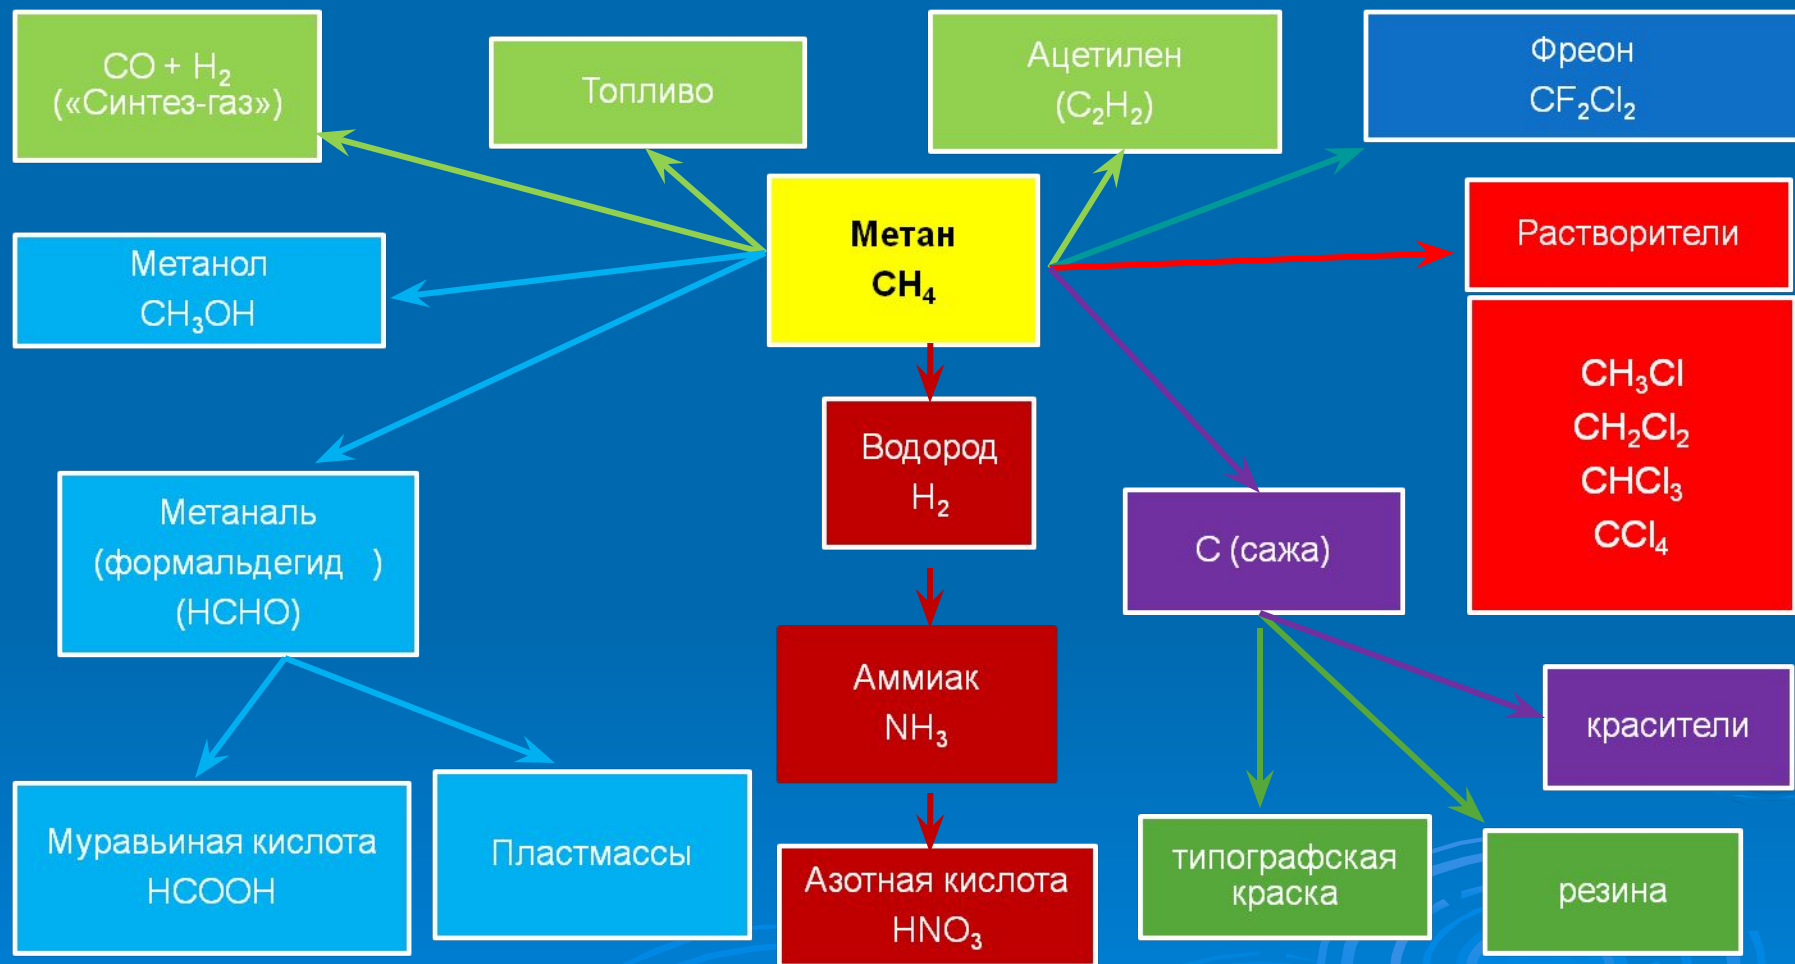 CO + H₂
(«Синтез-газ»)
Топливо
Ацетилен
(C₂H₂)
Фреон
CF₂Cl₂
Метан
CH₄
Растворители
Метанол
CH₃OH
CH₃Cl
CH₂Cl₂
CHCl₃
CCl₄
Водород
H₂
Метаналь
(формальдегид )
(HCHO)
С (сажа)
Аммиак
NH₃
красители
Муравьиная кислота
HCOOH
Пластмассы
Азотная кислота
HNO₃
типографская
краска
резина